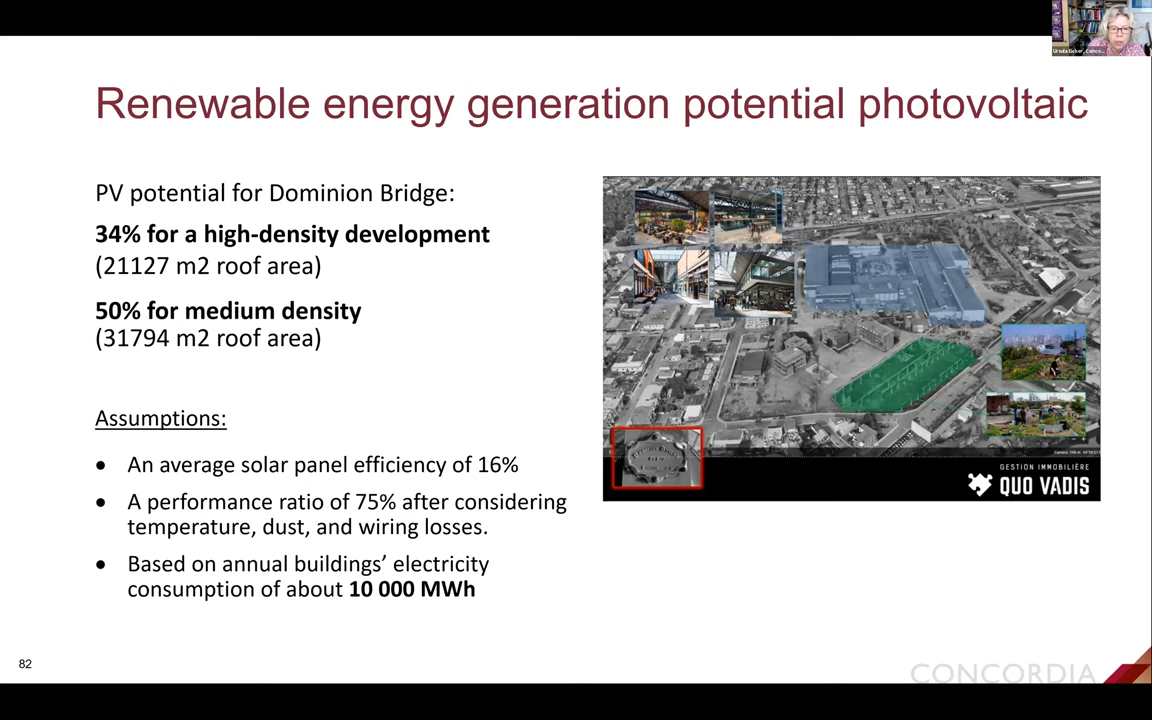 Renewable energy generation potential photovoltaic
PV potential for Dominion Bridge:
34% for a high-density development
(21127 m2 roof area)
50% for medium density
(31794 m2 roof area)
Assumptions:
• An average solar panel efficiency of 16%
• A performance ratio of 75% after considering
temperature, dust, and wiring losses.
• Based on annual buildings’ electricity
consumption of about 10 000 MWh
GESTION IMMOBILIÈRE
QUO VADIS
82
CONCORDIA